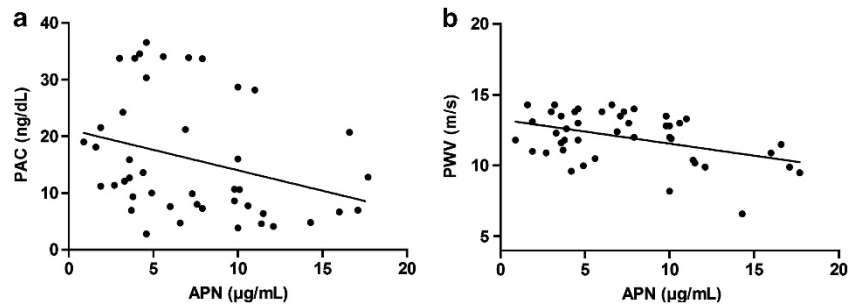 a
40
30
20
10
0
PAC (ng/dL)
0 5 10 15 20
APN (μg/mL)
b
20
15
10
5
PWV (m/s)
0 5 10 15 20
APN (μg/mL)